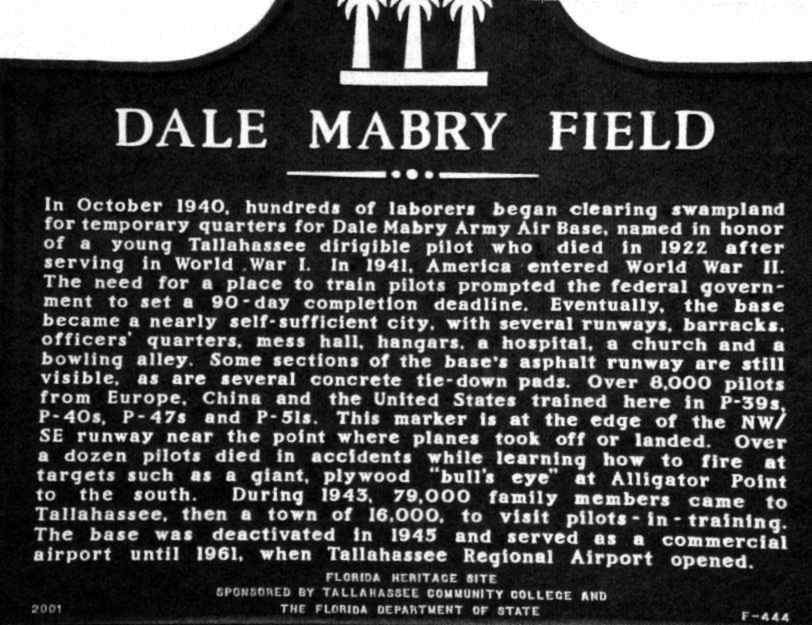 DALE MABRY FIELD
In October 1940, hundreds of laborers began clearing swampland
for temporary quarters for Dale Mabry Army Air Base, named in honor
of a young Tallahassee dirigible pilot who died in 1922 after
serving in World War I. In 1941, America entered World War II.
The need for a place to train pilots prompted the federal govern-
ment to set a 90-day completion deadline. Eventually, the base
became a nearly self-sufficient city, with several runways, barracks,
officers' quarters, mess hall, hangars, a hospital, a church and a
bowling alley. Some sections of the base's asphalt runway are still
visible, as are several concrete tie-down pads. Over 8,000 pilots
from Europe, China and the United States trained here in P-39s,
P-40s, P-47s and P-51s. This marker is at the edge of the NW/
SE runway near the point where planes took off or landed. Over
a dozen pilots died in accidents while learning how to fire at
targets such as a giant, plywood "bull's eye" at Alligator Point
to the south. During 1943, 79,000 family members came to
Tallahassee, then a town of 16,000, to visit pilots-in-training.
The base was deactivated in 1945 and served as a commercial
airport until 1961, when Tallahassee Regional Airport opened.
FLORIDA HERITAGE SITE
SPONSORED BY TALLAHASSEE COMMUNITY COLLEGE AND
THE FLORIDA DEPARTMENT OF STATE
2001
F-444